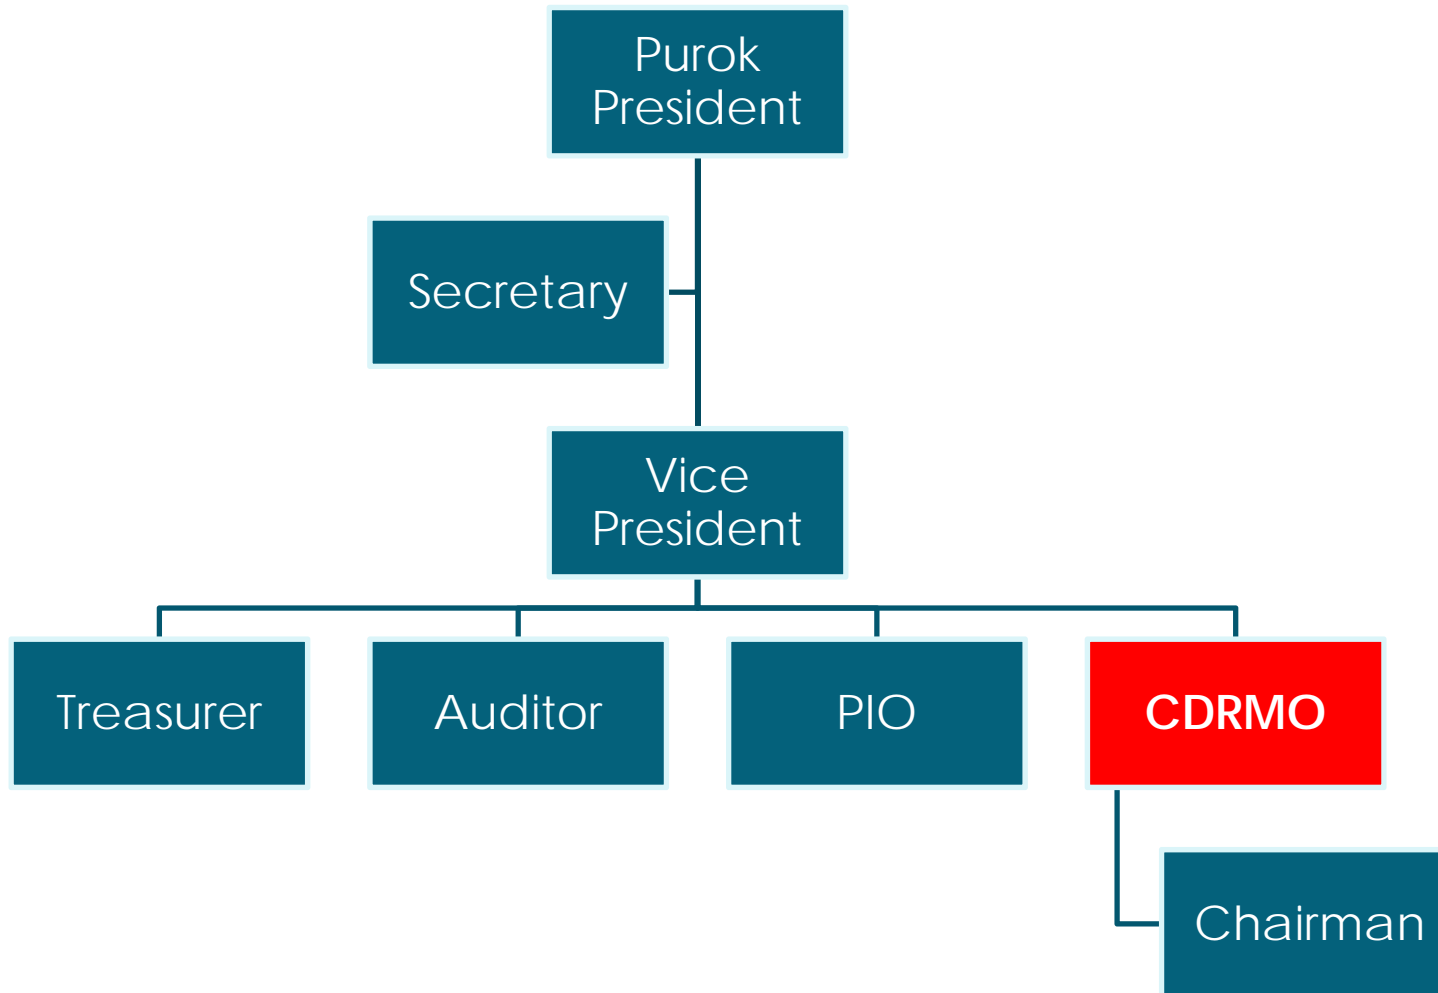 Purok
President
Secretary
Vice
President
Treasurer
Auditor
PIO
CDRMO
Chairman